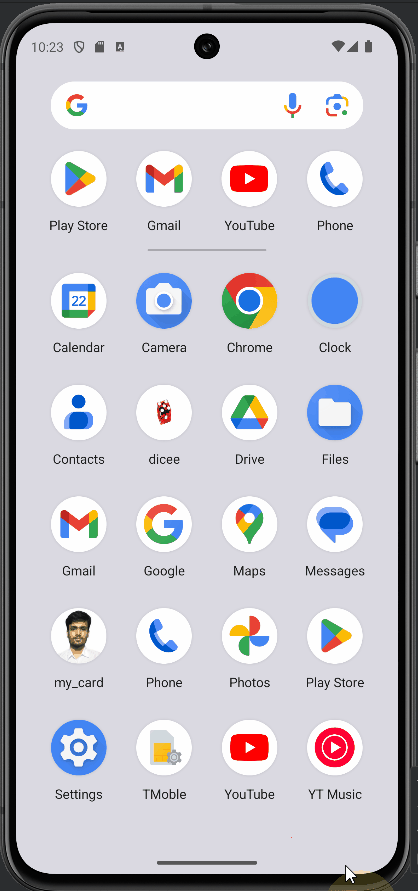 10:23
Play Store Gmail YouTube Phone
22
Calendar Camera Chrome Clock
Contacts dicee Drive Files
Gmail Google Maps Messages
my_card Phone Photos Play Store
Settings TMoble YouTube YT Music